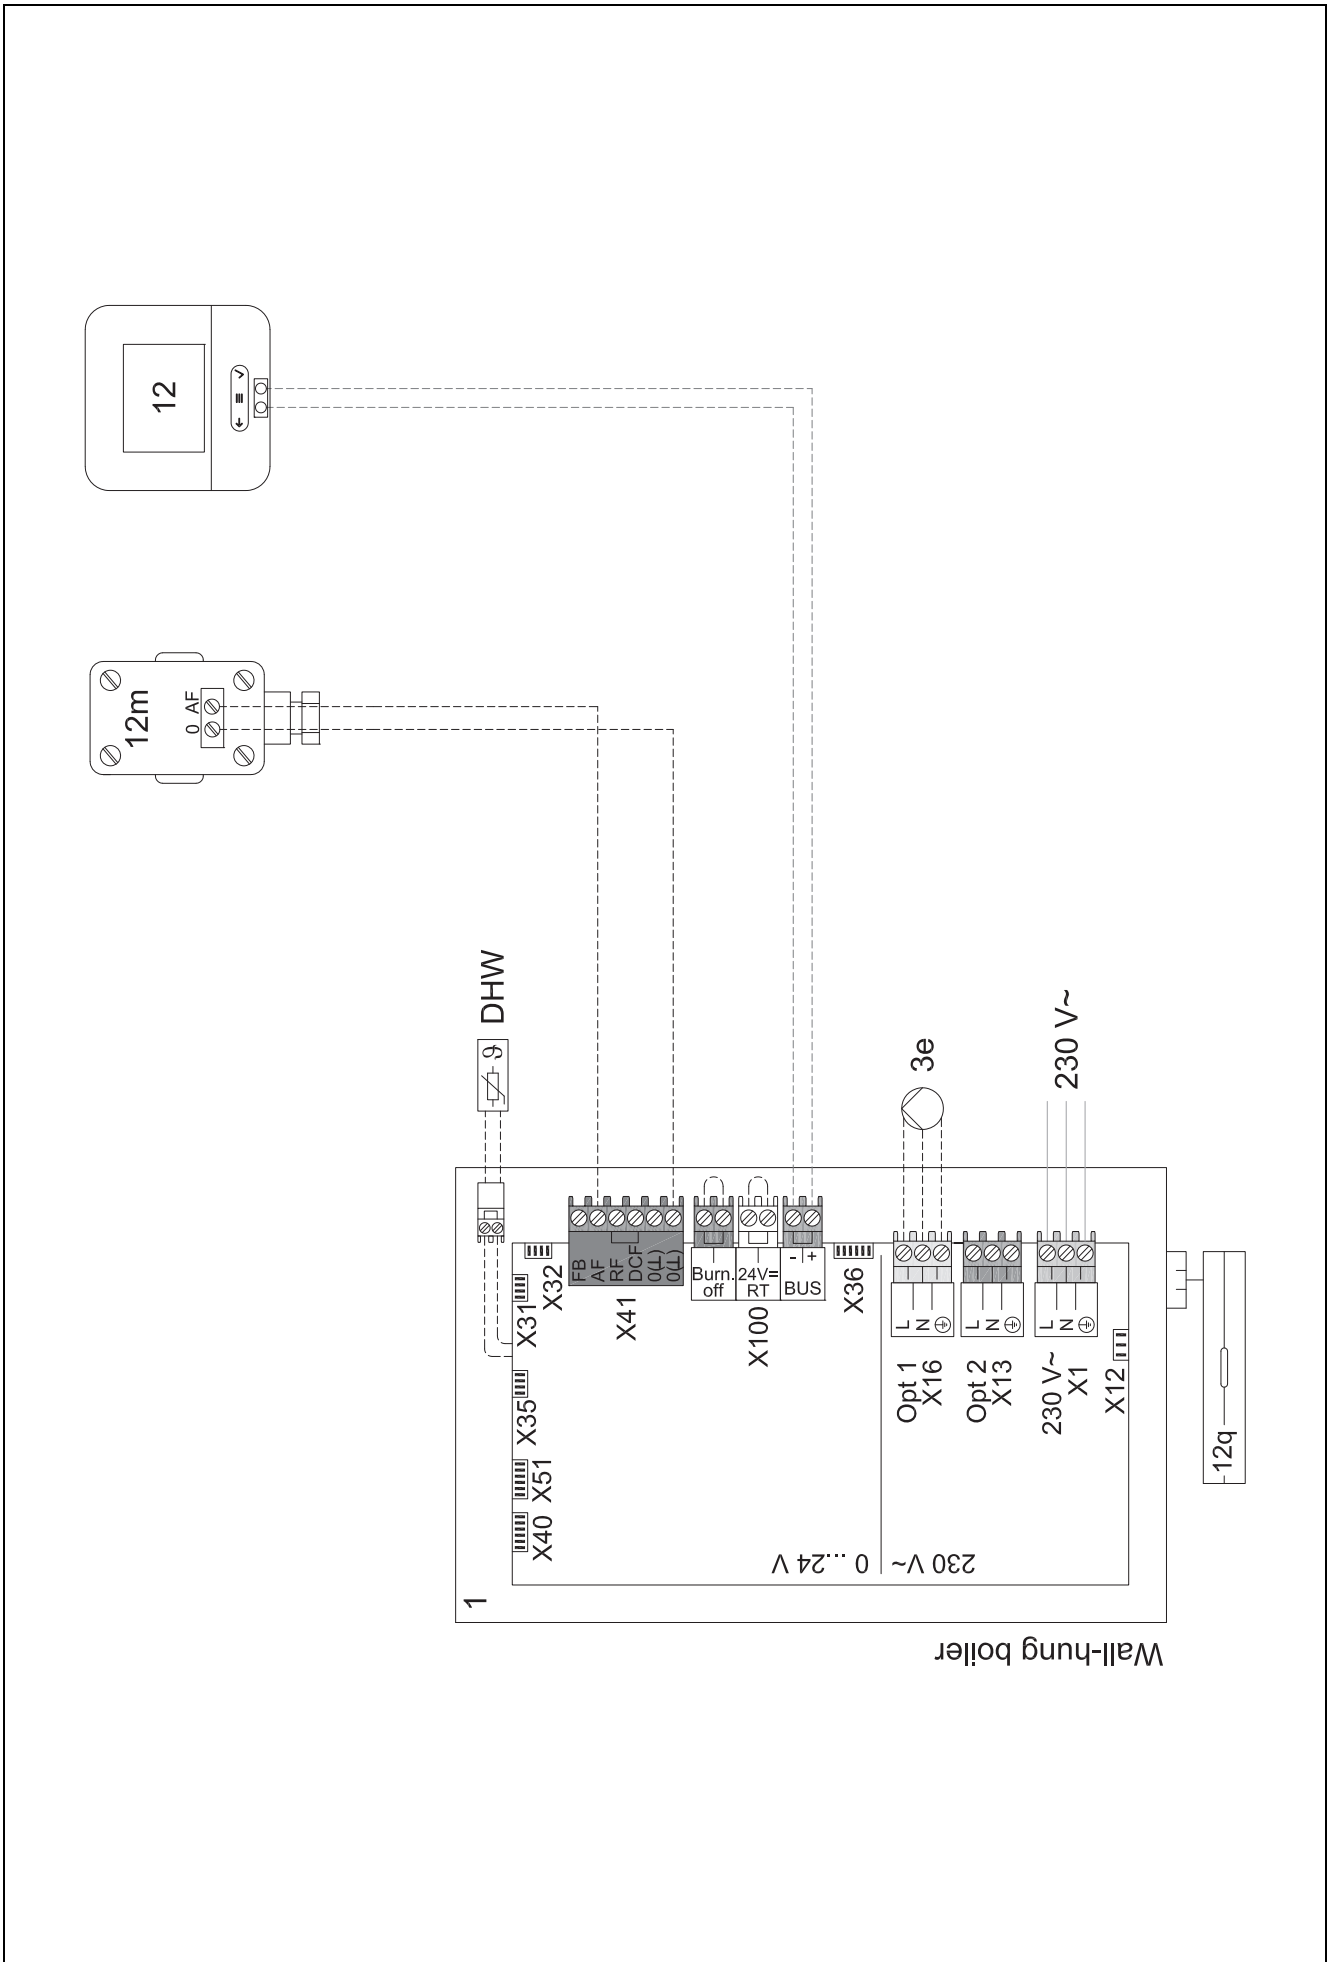 12
12m
0 AF
DHW
ϑ
3e
230 V~
X31
X32
FB
AF
RF
DCF
0(⊥)
0(⊥)
X41
Burn.
off
24V=
RT
X100
- +
BUS
X36
L
N
Opt 1
X16
L
N
Opt 2
X13
L
N
230 V~
X1
X12
X35
X51
X40
0 ...24 V
230 V~
1
12q
Wall-hung boiler